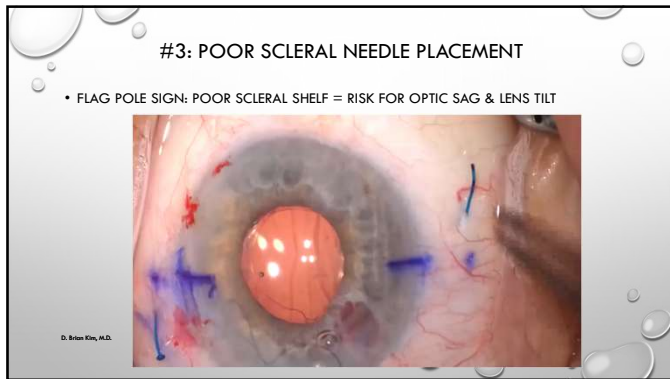 #3: POOR SCLERAL NEEDLE PLACEMENT
• FLAG POLE SIGN: POOR SCLERAL SHELF = RISK FOR OPTIC SAG & LENS TILT
D. Brian Kim, M.D.